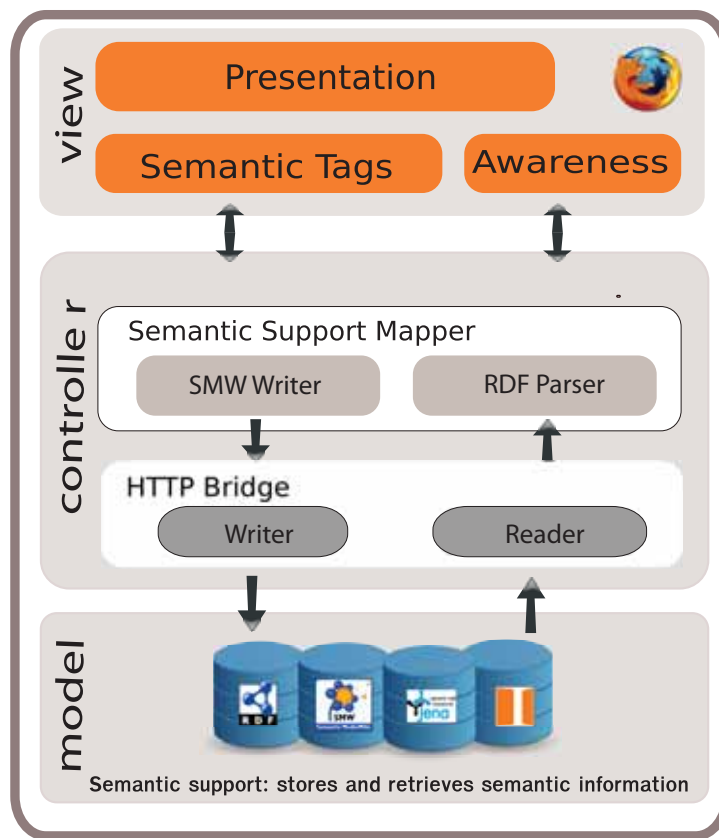 view
Presentation
Semantic Tags
Awareness
controlle r
Semantic Support Mapper
SMW Writer
RDF Parser
HTTP Bridge
Writer
Reader
model
RDF
SMW
jena
Semantic support: stores and retrieves semantic information